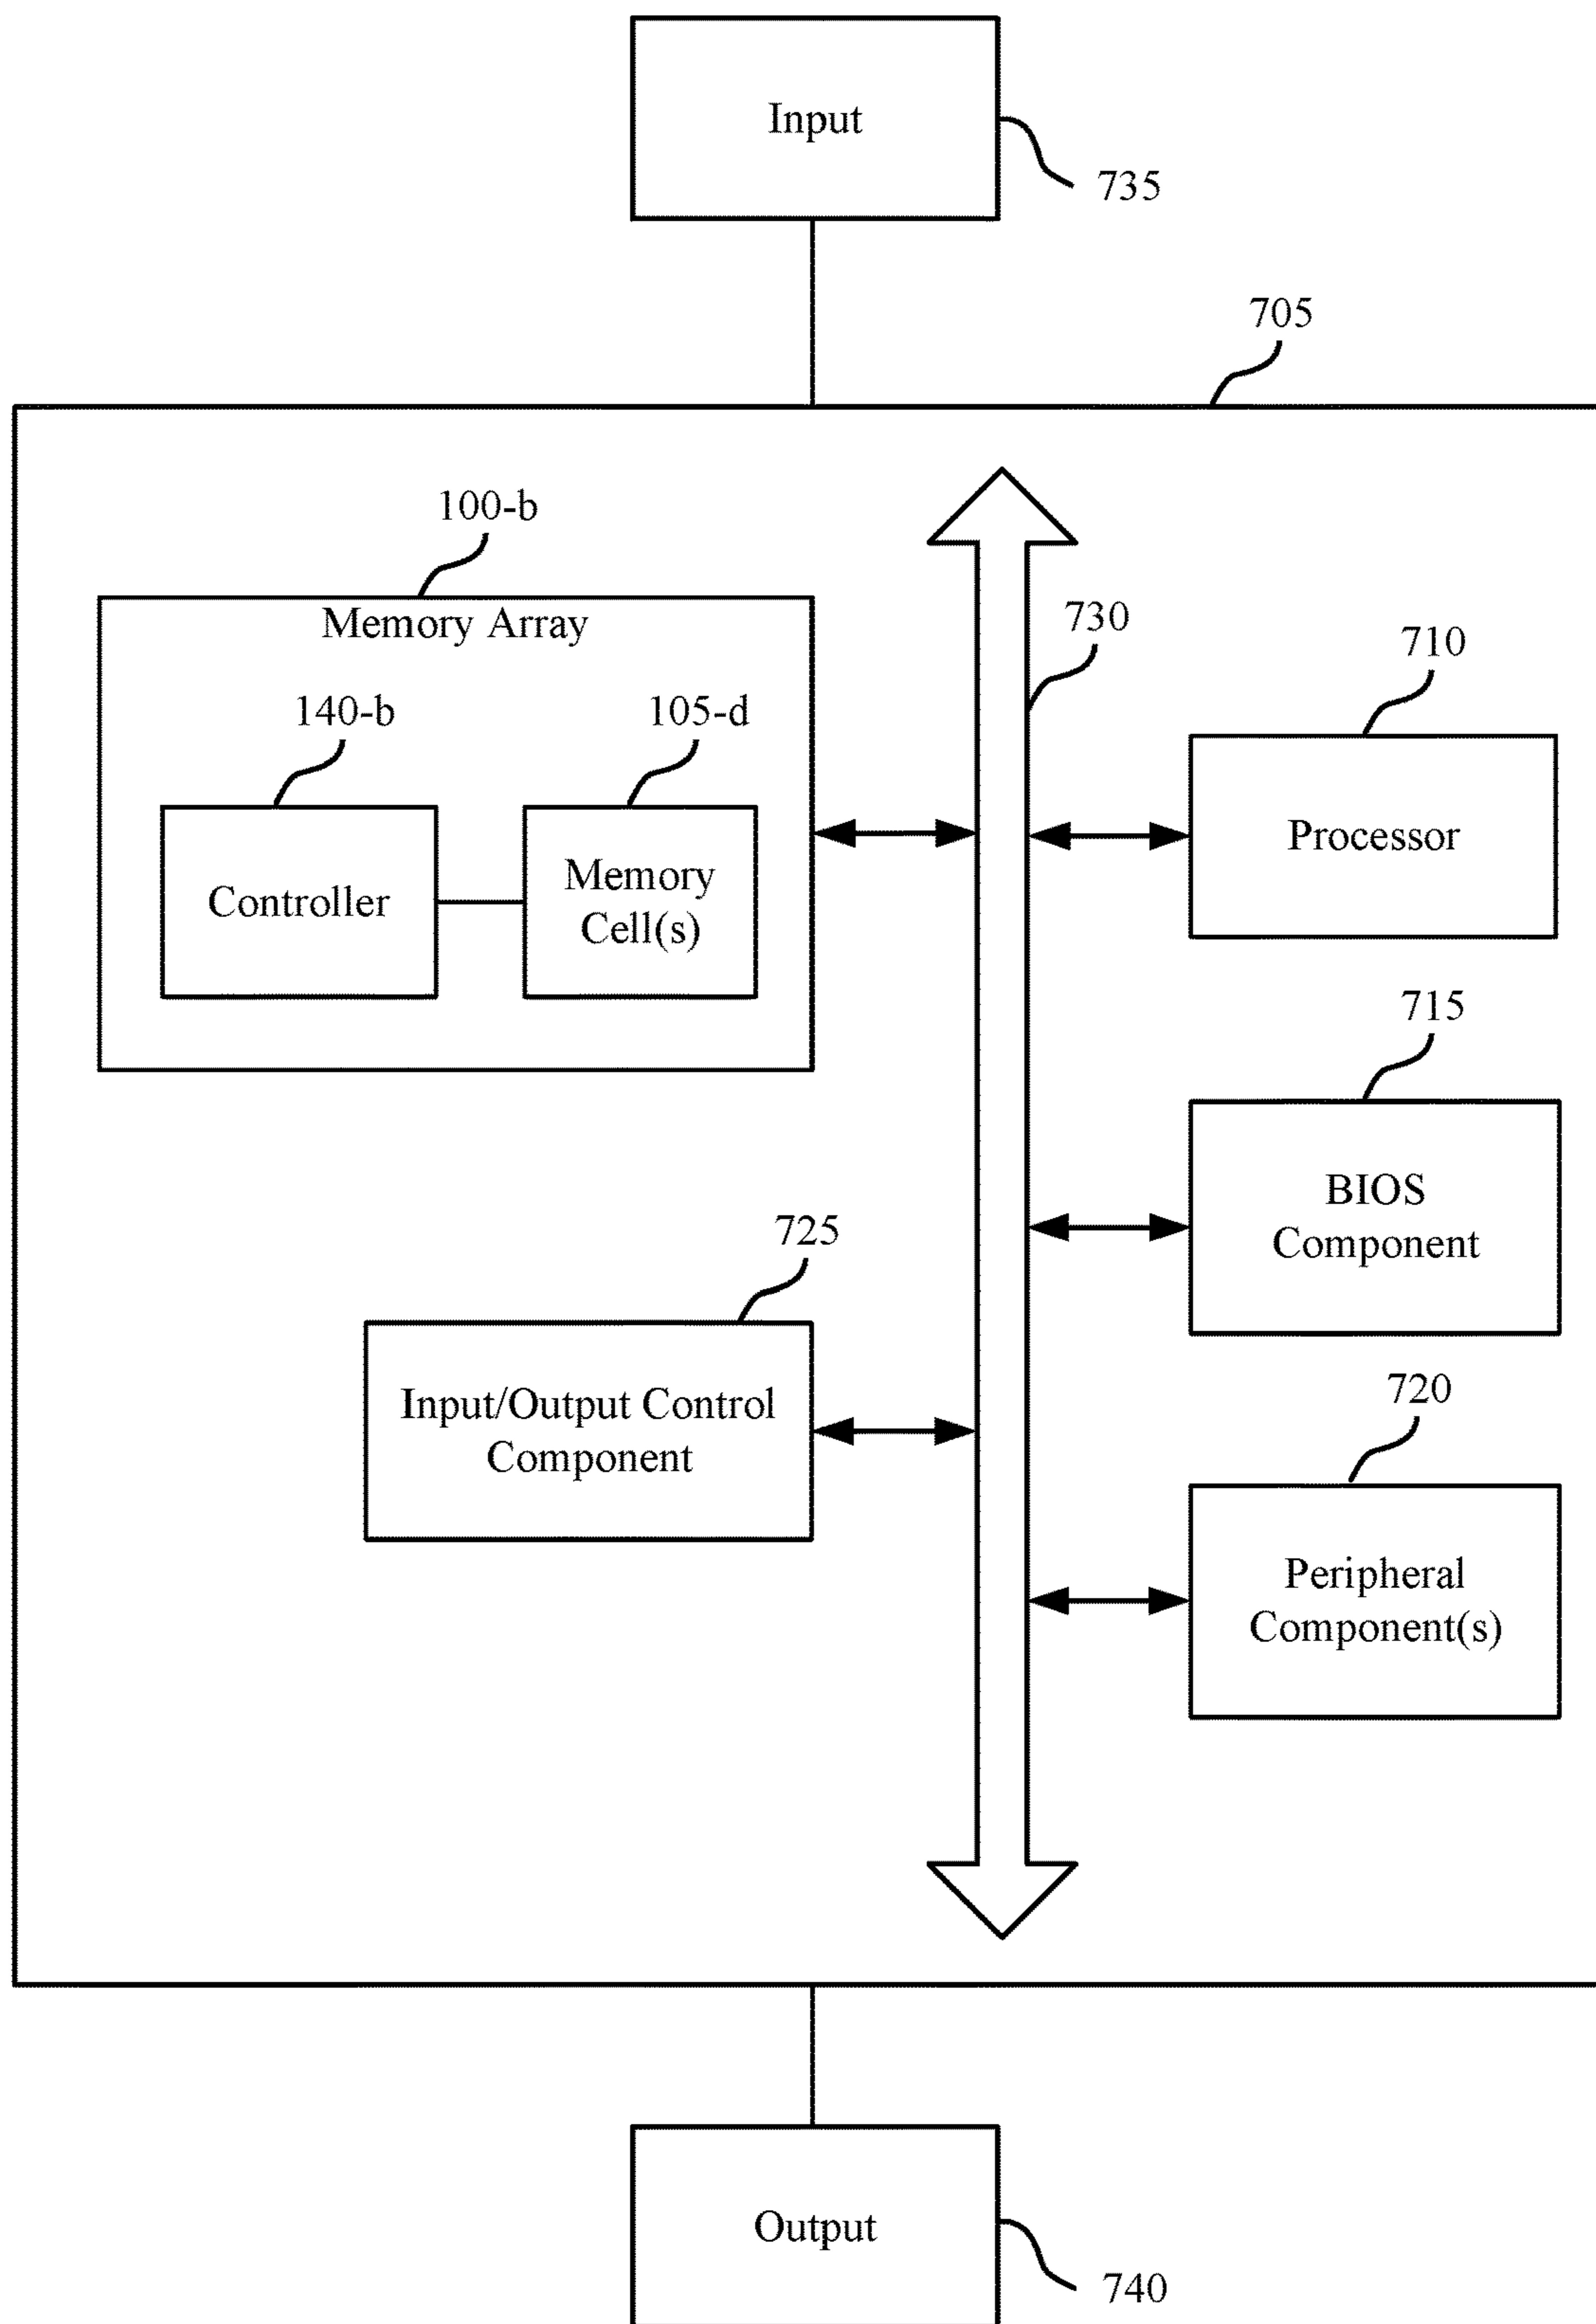 Input
735
705
100-b
Memory Array
730
710
140-b
105-d
Processor
Controller
Memory
Cell(s)
715
BIOS
Component
725
Input/Output Control
Component
720
Peripheral
Component(s)
Output
740